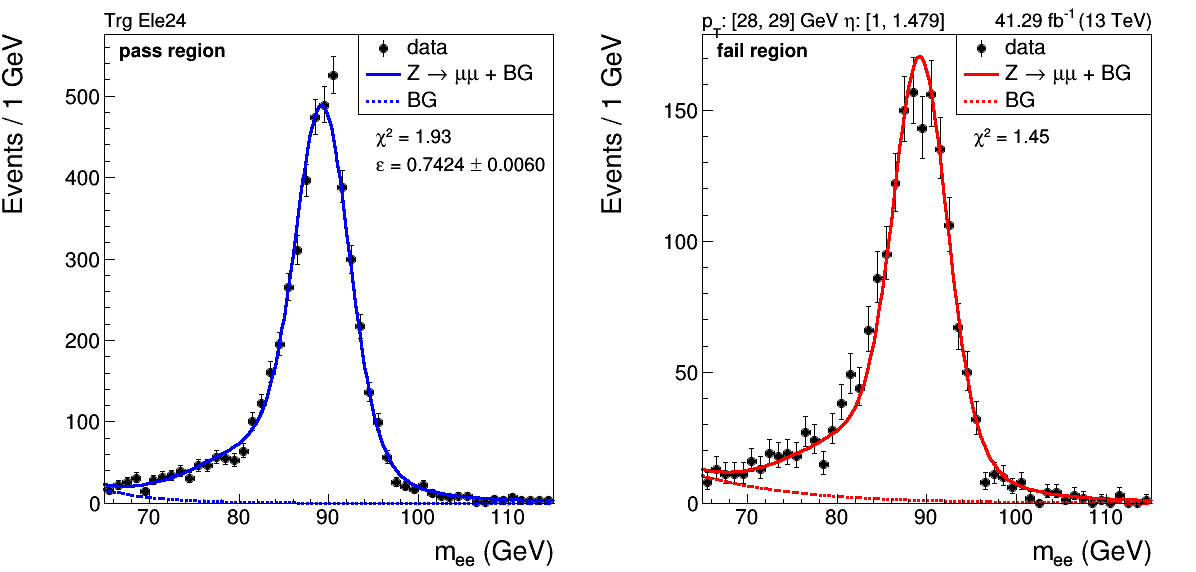 Trg Ele24
pass region
data
Z → μμ + BG
BG
χ² = 1.93
ε = 0.7424 ± 0.0060
Events / 1 GeV
500
400
300
200
100
0
70 80 90 100 110
m_ee (GeV)
p_T: [28, 29] GeV η: [1, 1.479] 41.29 fb⁻¹ (13 TeV)
fail region
data
Z → μμ + BG
BG
χ² = 1.45
Events / 1 GeV
150
100
50
0
70 80 90 100 110
m_ee (GeV)